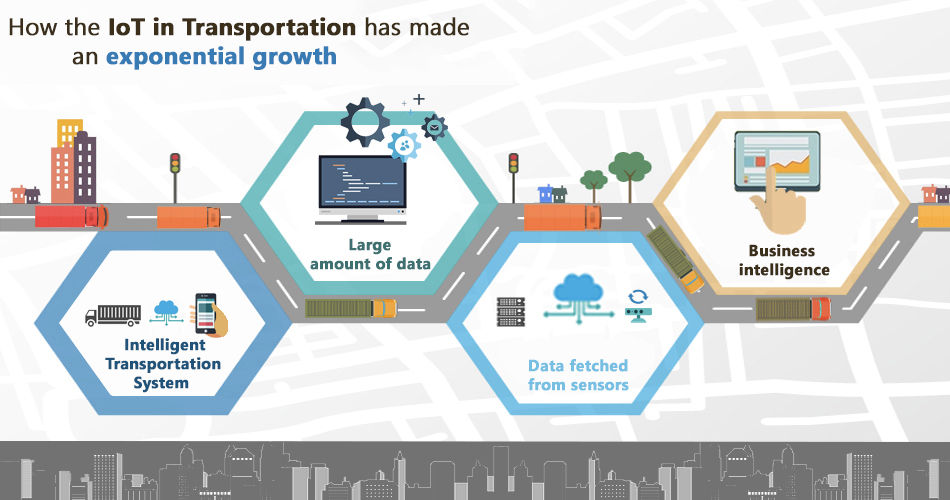 How the IoT in Transportation has made
an exponential growth
Large
amount of data
Business
intelligence
Intelligent
Transportation
System
Data fetched
from sensors